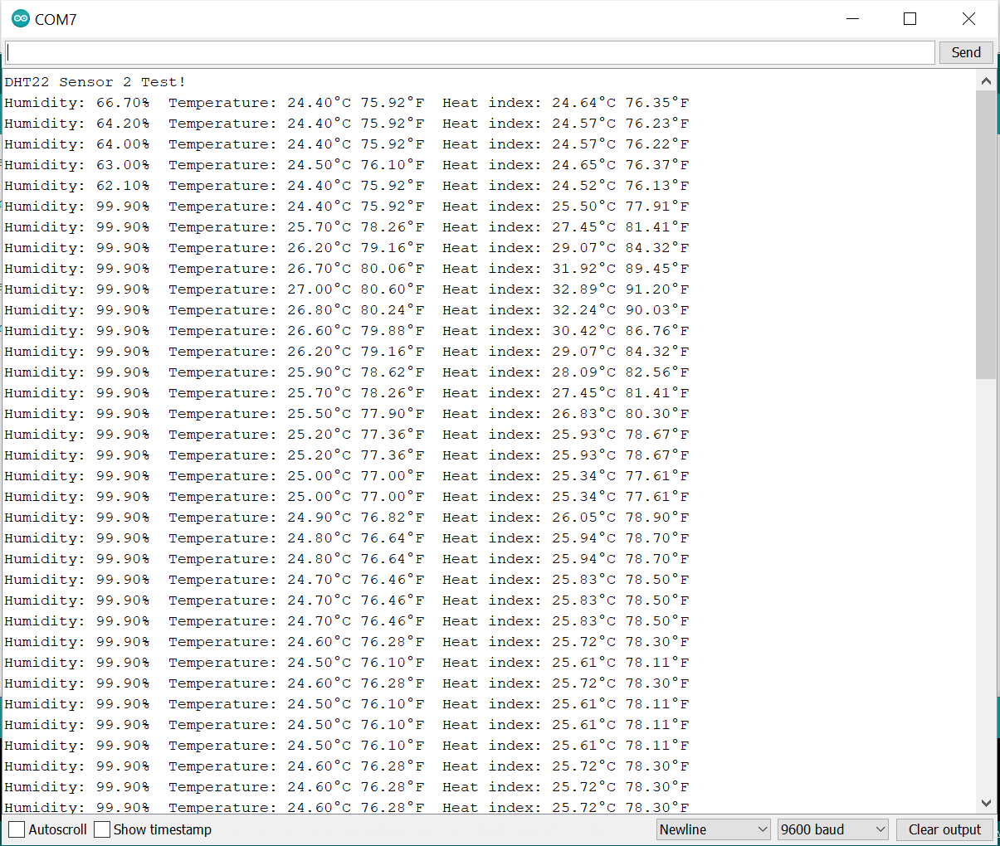 COM7
Send
DHT22 Sensor 2 Test!
Humidity: 66.70%  Temperature: 24.40°C 75.92°F  Heat index: 24.64°C 76.35°F
Humidity: 64.20%  Temperature: 24.40°C 75.92°F  Heat index: 24.57°C 76.23°F
Humidity: 64.00%  Temperature: 24.40°C 75.92°F  Heat index: 24.57°C 76.22°F
Humidity: 63.00%  Temperature: 24.50°C 76.10°F  Heat index: 24.65°C 76.37°F
Humidity: 62.10%  Temperature: 24.40°C 75.92°F  Heat index: 24.52°C 76.13°F
Humidity: 99.90%  Temperature: 24.40°C 75.92°F  Heat index: 25.50°C 77.91°F
Humidity: 99.90%  Temperature: 25.70°C 78.26°F  Heat index: 27.45°C 81.41°F
Humidity: 99.90%  Temperature: 26.20°C 79.16°F  Heat index: 29.07°C 84.32°F
Humidity: 99.90%  Temperature: 26.70°C 80.06°F  Heat index: 31.92°C 89.45°F
Humidity: 99.90%  Temperature: 27.00°C 80.60°F  Heat index: 32.89°C 91.20°F
Humidity: 99.90%  Temperature: 26.80°C 80.24°F  Heat index: 32.24°C 90.03°F
Humidity: 99.90%  Temperature: 26.60°C 79.88°F  Heat index: 30.42°C 86.76°F
Humidity: 99.90%  Temperature: 26.20°C 79.16°F  Heat index: 29.07°C 84.32°F
Humidity: 99.90%  Temperature: 25.90°C 78.62°F  Heat index: 28.09°C 82.56°F
Humidity: 99.90%  Temperature: 25.70°C 78.26°F  Heat index: 27.45°C 81.41°F
Humidity: 99.90%  Temperature: 25.50°C 77.90°F  Heat index: 26.83°C 80.30°F
Humidity: 99.90%  Temperature: 25.20°C 77.36°F  Heat index: 25.93°C 78.67°F
Humidity: 99.90%  Temperature: 25.20°C 77.36°F  Heat index: 25.93°C 78.67°F
Humidity: 99.90%  Temperature: 25.00°C 77.00°F  Heat index: 25.34°C 77.61°F
Humidity: 99.90%  Temperature: 25.00°C 77.00°F  Heat index: 25.34°C 77.61°F
Humidity: 99.90%  Temperature: 24.90°C 76.82°F  Heat index: 26.05°C 78.90°F
Humidity: 99.90%  Temperature: 24.80°C 76.64°F  Heat index: 25.94°C 78.70°F
Humidity: 99.90%  Temperature: 24.80°C 76.64°F  Heat index: 25.94°C 78.70°F
Humidity: 99.90%  Temperature: 24.70°C 76.46°F  Heat index: 25.83°C 78.50°F
Humidity: 99.90%  Temperature: 24.70°C 76.46°F  Heat index: 25.83°C 78.50°F
Humidity: 99.90%  Temperature: 24.70°C 76.46°F  Heat index: 25.83°C 78.50°F
Humidity: 99.90%  Temperature: 24.60°C 76.28°F  Heat index: 25.72°C 78.30°F
Humidity: 99.90%  Temperature: 24.50°C 76.10°F  Heat index: 25.61°C 78.11°F
Humidity: 99.90%  Temperature: 24.60°C 76.28°F  Heat index: 25.72°C 78.30°F
Humidity: 99.90%  Temperature: 24.50°C 76.10°F  Heat index: 25.61°C 78.11°F
Humidity: 99.90%  Temperature: 24.50°C 76.10°F  Heat index: 25.61°C 78.11°F
Humidity: 99.90%  Temperature: 24.50°C 76.10°F  Heat index: 25.61°C 78.11°F
Humidity: 99.90%  Temperature: 24.60°C 76.28°F  Heat index: 25.72°C 78.30°F
Humidity: 99.90%  Temperature: 24.60°C 76.28°F  Heat index: 25.72°C 78.30°F
Humidity: 99.90%  Temperature: 24.60°C 76.28°F  Heat index: 25.72°C 78.30°F
Autoscroll  Show timestamp  Newline  9600 baud  Clear output